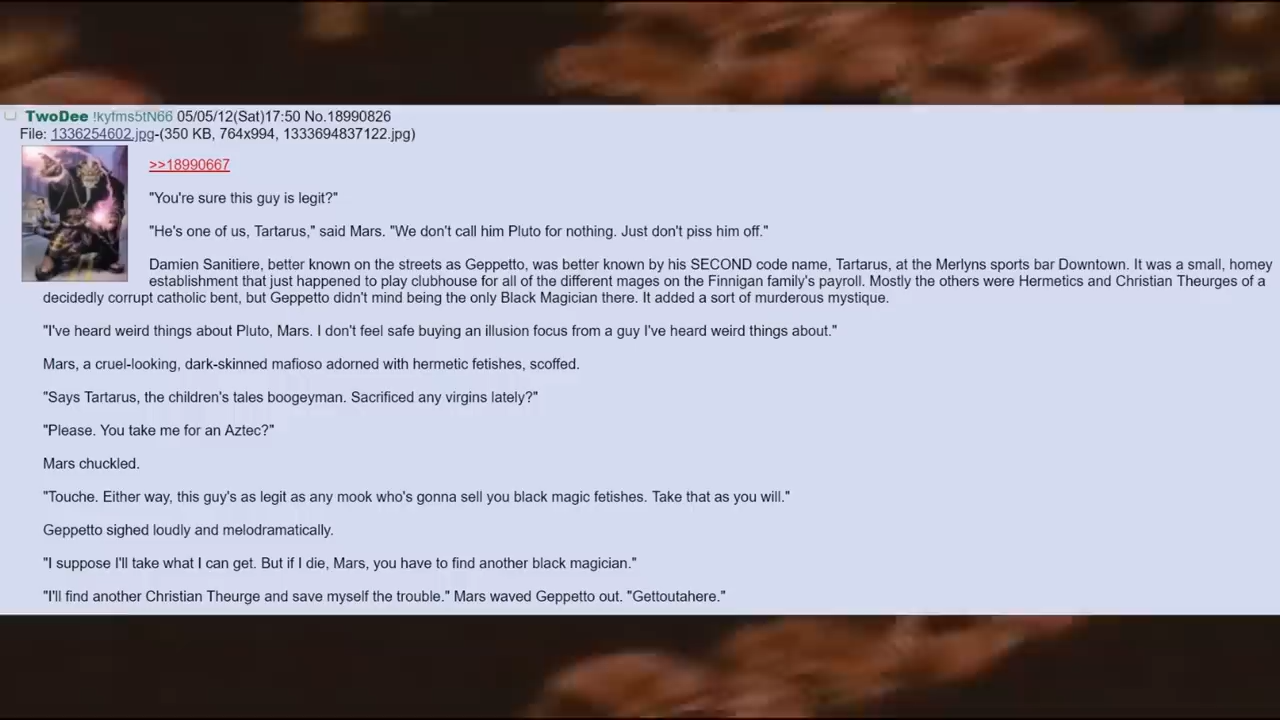 TwoDee !kyfms5tN66 05/05/12(Sat)17:50 No.18990826
File: 1336254602.jpg-(350 KB, 764x994, 1333694837122.jpg)
>>18990667
"You're sure this guy is legit?"
"He's one of us, Tartarus," said Mars. "We don't call him Pluto for nothing. Just don't piss him off."
Damien Sanitiere, better known on the streets as Geppetto, was better known by his SECOND code name, Tartarus, at the Merlyns sports bar Downtown. It was a small, homey
establishment that just happened to play clubhouse for all of the different mages on the Finnigan family's payroll. Mostly the others were Hermetics and Christian Theurges of a
decidedly corrupt catholic bent, but Geppetto didn't mind being the only Black Magician there. It added a sort of murderous mystique.
"I've heard weird things about Pluto, Mars. I don't feel safe buying an illusion focus from a guy I've heard weird things about."
Mars, a cruel-looking, dark-skinned mafioso adorned with hermetic fetishes, scoffed.
"Says Tartarus, the children's tales boogeyman. Sacrificed any virgins lately?"
"Please. You take me for an Aztec?"
Mars chuckled.
"Touche. Either way, this guy's as legit as any mook who's gonna sell you black magic fetishes. Take that as you will."
Geppetto sighed loudly and melodramatically.
"I suppose I'll take what I can get. But if I die, Mars, you have to find another black magician."
"I'll find another Christian Theurge and save myself the trouble." Mars waved Geppetto out. "Gettoutahere."